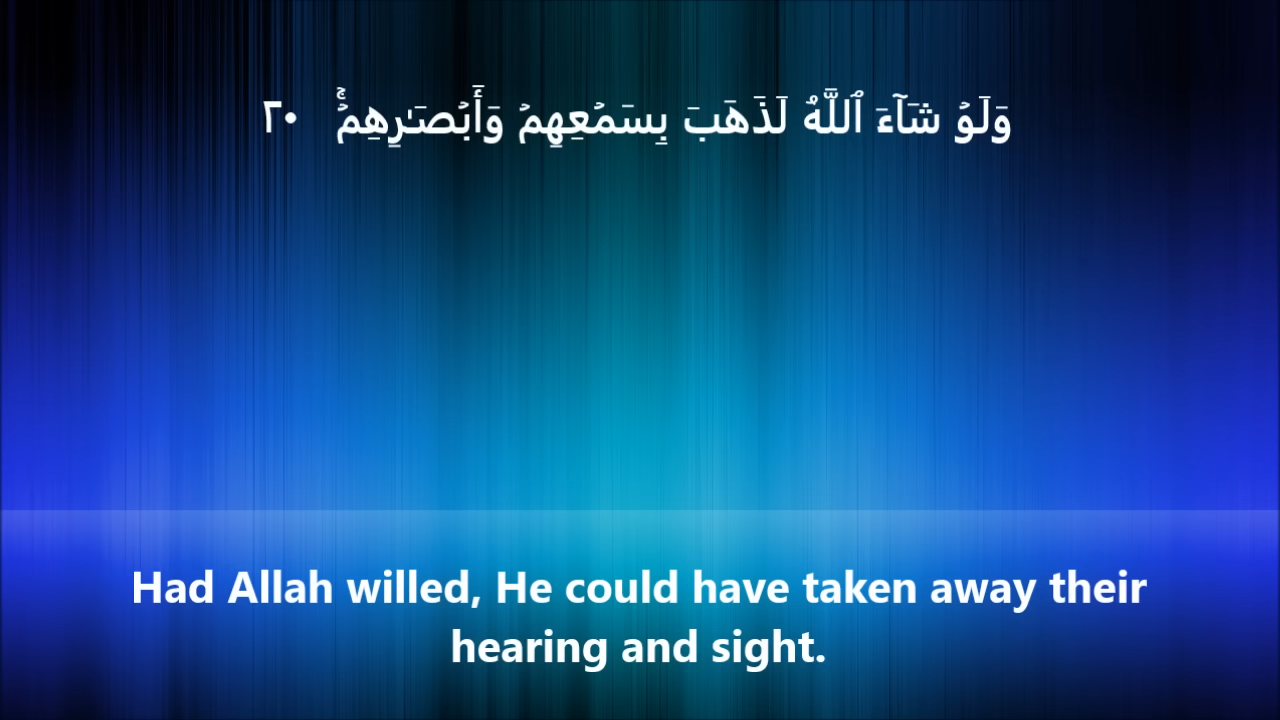 وَلَوۡ شَآءَ ٱللَّهُ لَذَهَبَ بِسَمۡعِهِمۡ وَأَبۡصَٰرِهِمۡۚ ٢٠
Had Allah willed, He could have taken away their
hearing and sight.